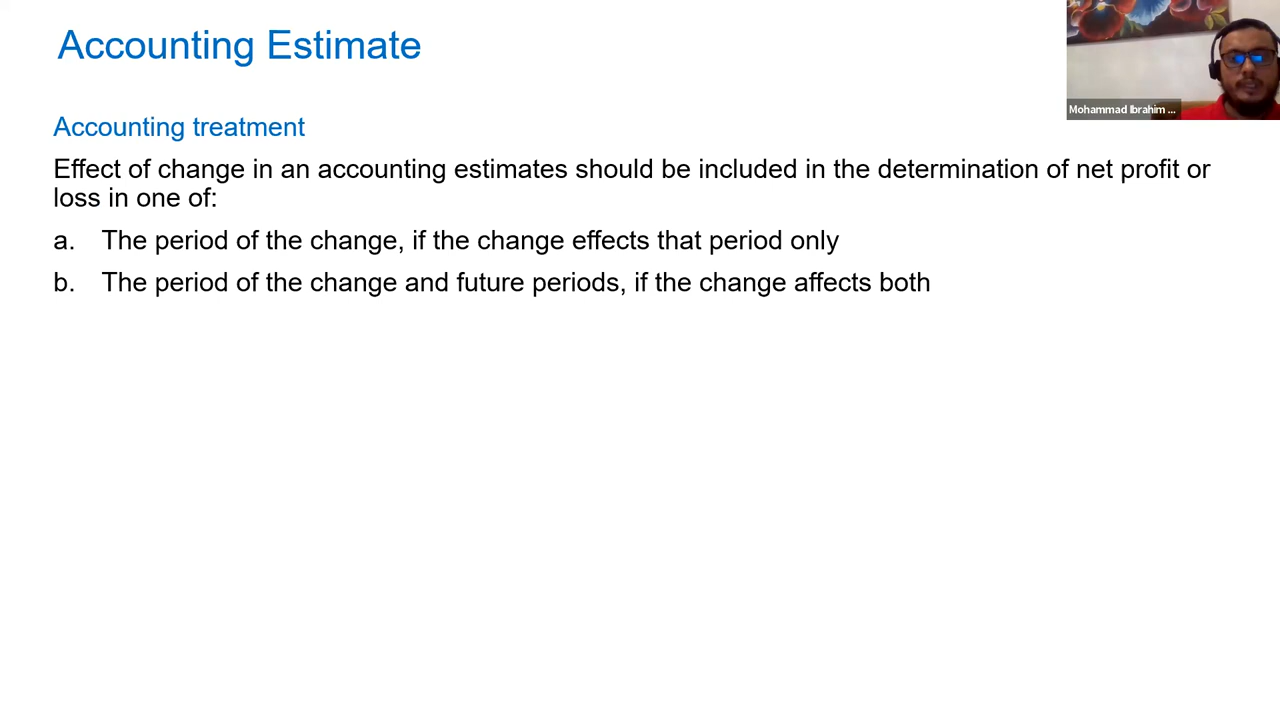 Accounting Estimate
Mohammad Ibrahim ...
Accounting treatment
Effect of change in an accounting estimates should be included in the determination of net profit or
loss in one of:
a. The period of the change, if the change effects that period only
b. The period of the change and future periods, if the change affects both